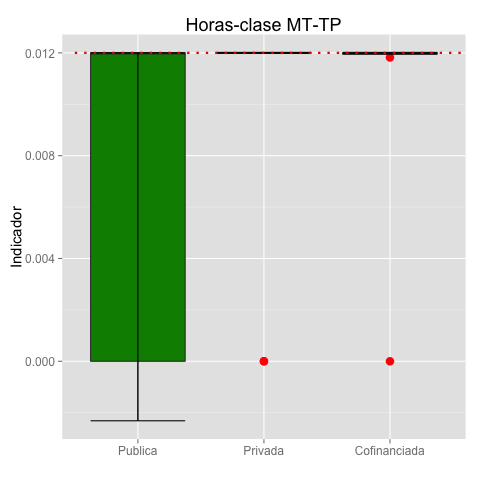 Horas-clase MT-TP
Indicador
0.012
0.008
0.004
0.000
Publica
Privada
Cofinanciada